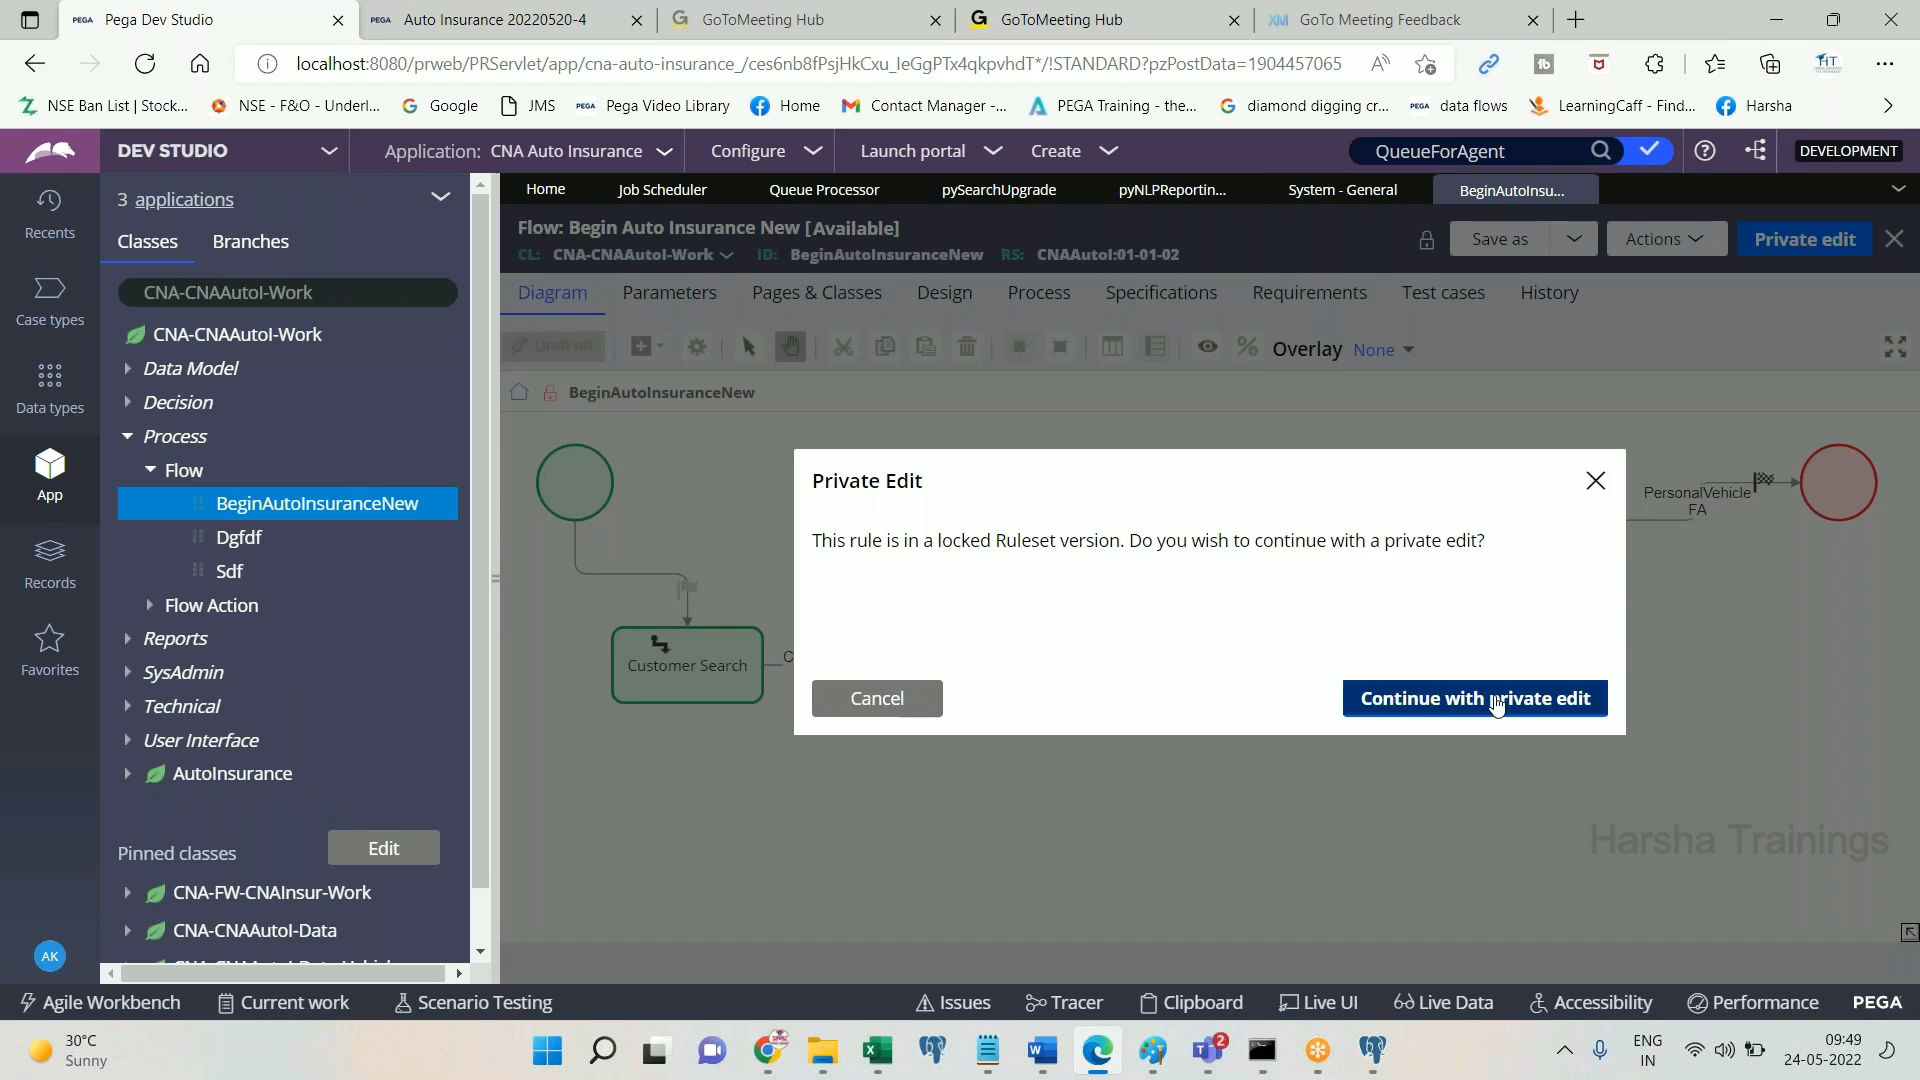 PEGA Pega Dev Studio
PEGA Auto Insurance 20220520-4
G GoToMeeting Hub
G GoToMeeting Hub
XM GoTo Meeting Feedback
localhost:8080/prweb/PRServlet/app/cna-auto-insurance_/ces6nb8fPsjHkCxu_IeGgPTx4qkpvhdT*/!STANDARD?pzPostData=1904457065
NSE Ban List | Stock...
NSE - F&O - Underl...
Google
JMS
PEGA Pega Video Library
Home
Contact Manager -...
PEGA Training - the...
diamond digging cr...
PEGA data flows
LearningCaff - Find...
Harsha
DEV STUDIO
Application: CNA Auto Insurance
Configure
Launch portal
Create
QueueForAgent
DEVELOPMENT
Recents
Case types
Data types
App
Records
Favorites
AK
3 applications
Classes
Branches
CNA-CNAAutoI-Work
CNA-CNAAutoI-Work
Data Model
Decision
Process
Flow
BeginAutoInsuranceNew
Dgfdf
Sdf
Flow Action
Reports
SysAdmin
Technical
User Interface
AutoInsurance
Pinned classes
Edit
CNA-FW-CNAInsur-Work
CNA-CNAAutoI-Data
Home
Job Scheduler
Queue Processor
pySearchUpgrade
pyNLPReportin...
System - General
BeginAutoInsu...
Flow: Begin Auto Insurance New [Available]
CL: CNA-CNAAutoI-Work ID: BeginAutoInsuranceNew RS: CNAAutoI:01-01-02
Save as
Actions
Private edit
Diagram
Parameters
Pages & Classes
Design
Process
Specifications
Requirements
Test cases
History
Draft off
Overlay None
BeginAutoInsuranceNew
Customer Search
C
PersonalVehicle
FA
Private Edit
This rule is in a locked Ruleset version. Do you wish to continue with a private edit?
Cancel
Continue with private edit
Harsha Trainings
Agile Workbench
Current work
Scenario Testing
Issues
Tracer
Clipboard
Live UI
Live Data
Accessibility
Performance
PEGA
30°C
Sunny
2
ENG
IN
09:49
24-05-2022